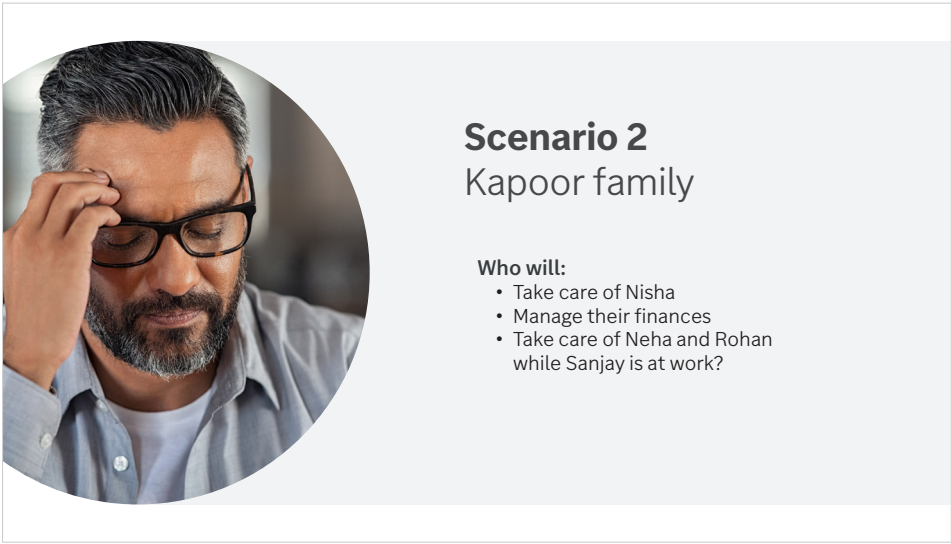 Scenario 2
Kapoor family
Who will:
• Take care of Nisha
• Manage their finances
• Take care of Neha and Rohan
while Sanjay is at work?